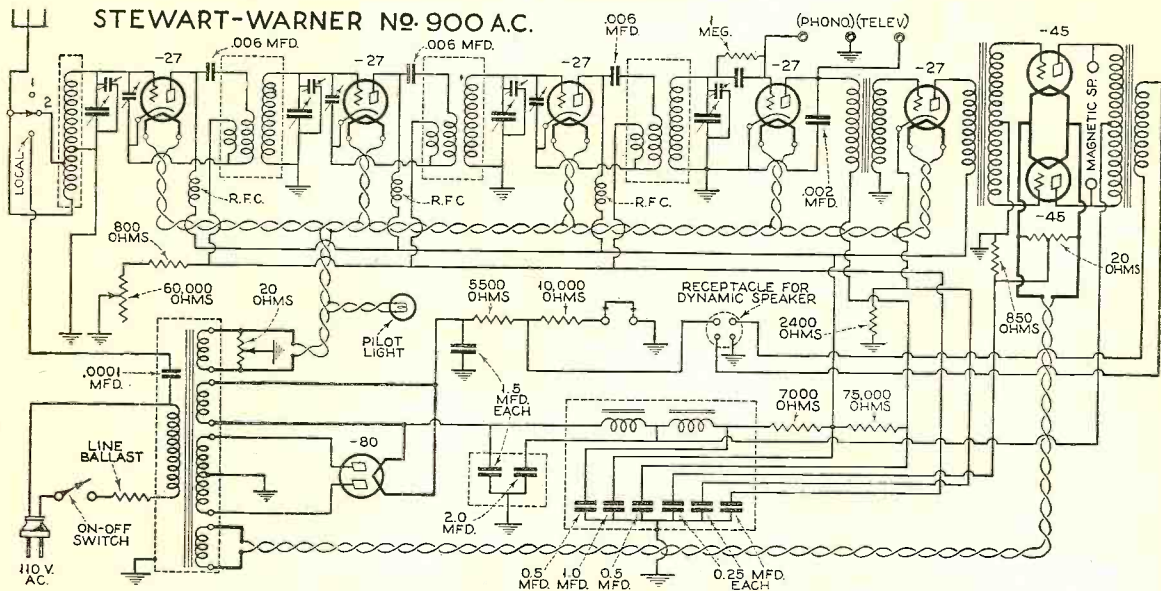 STEWART-WARNER No. 900 A.C.
.006 MFD.
.006 MFD.
.006
MFD
1
MEG.
(PHONO)
(TELEV)
-27
-27
-27
-27
-27
-45
1
2
LOCAL
R.F.C.
R.F.C
R.F.C.
.002
MFD.
MAGNETIC SP.
-45
20
OHMS
800
OHMS
60,000
OHMS
20
OHMS
PILOT
LIGHT
5500
OHMS
10,000
OHMS
RECEPTACLE FOR
DYNAMIC SPEAKER
2400
OHMS
850
OHMS
.0001
MFD.
1.5
MFD.
EACH
7000
OHMS
75,000
OHMS
LINE
BALLAST
-80
ON-OFF
SWITCH
2.0
MFD.
110 V.
A.C.
0.5
MFD.
1.0
MFD.
0.5
MFD.
0.25 MFD.
EACH